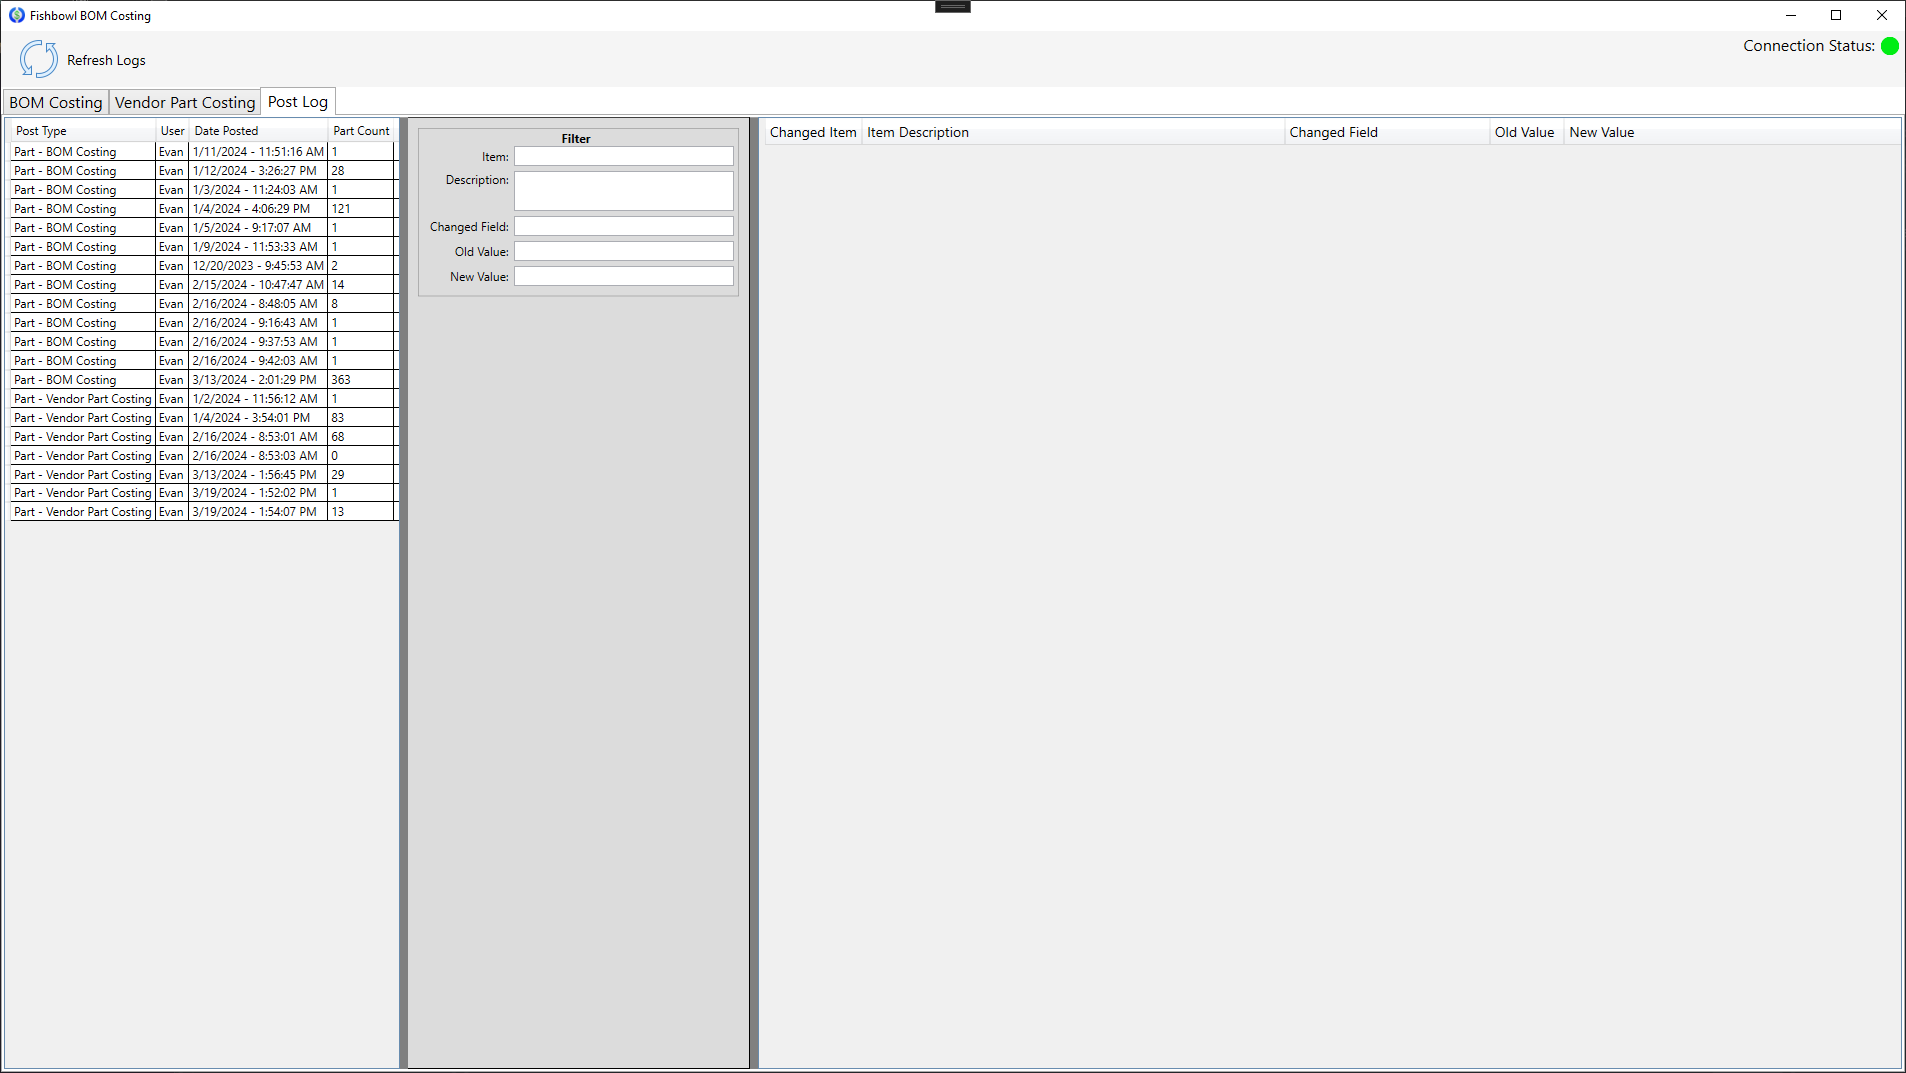 Fishbowl BOM Costing
Refresh Logs
Connection Status:
BOM Costing Vendor Part Costing Post Log
Post Type User Date Posted Part Count
Part - BOM Costing Evan 1/11/2024 - 11:51:16 AM 1
Part - BOM Costing Evan 1/12/2024 - 3:26:27 PM 28
Part - BOM Costing Evan 1/3/2024 - 11:24:03 AM 1
Part - BOM Costing Evan 1/4/2024 - 4:06:29 PM 121
Part - BOM Costing Evan 1/5/2024 - 9:17:07 AM 1
Part - BOM Costing Evan 1/9/2024 - 11:53:33 AM 1
Part - BOM Costing Evan 12/20/2023 - 9:45:53 AM 2
Part - BOM Costing Evan 2/15/2024 - 10:47:47 AM 14
Part - BOM Costing Evan 2/16/2024 - 8:48:05 AM 8
Part - BOM Costing Evan 2/16/2024 - 9:16:43 AM 1
Part - BOM Costing Evan 2/16/2024 - 9:37:53 AM 1
Part - BOM Costing Evan 2/16/2024 - 9:42:03 AM 1
Part - BOM Costing Evan 3/13/2024 - 2:01:29 PM 363
Part - Vendor Part Costing Evan 1/2/2024 - 11:56:12 AM 1
Part - Vendor Part Costing Evan 1/4/2024 - 3:54:01 PM 83
Part - Vendor Part Costing Evan 2/16/2024 - 8:53:01 AM 68
Part - Vendor Part Costing Evan 2/16/2024 - 8:53:03 AM 0
Part - Vendor Part Costing Evan 3/13/2024 - 1:56:45 PM 29
Part - Vendor Part Costing Evan 3/19/2024 - 1:52:02 PM 1
Part - Vendor Part Costing Evan 3/19/2024 - 1:54:07 PM 13
Filter
Item:
Description:
Changed Field:
Old Value:
New Value:
Changed Item Item Description Changed Field Old Value New Value